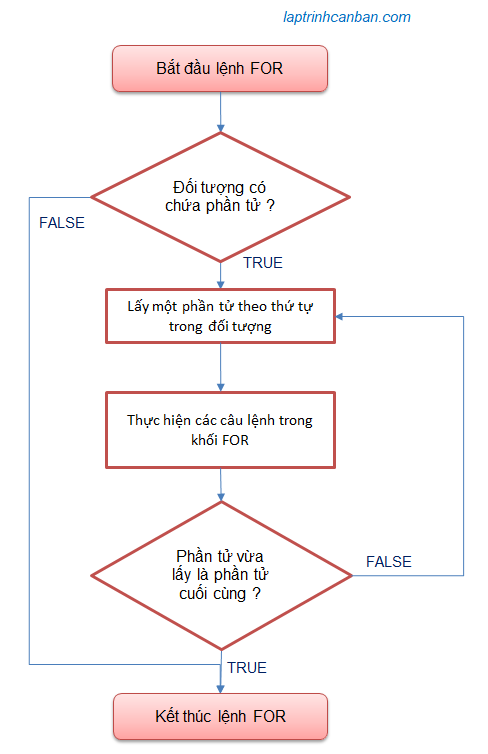 laptrinhcanban.com
Bắt đầu lệnh FOR
Đối tượng có
chứa phần tử ?
FALSE
TRUE
Lấy một phần tử theo thứ tự
trong đối tượng
Thực hiện các câu lệnh trong
khối FOR
Phần tử vừa
lấy là phần tử
cuối cùng ?
FALSE
TRUE
Kết thúc lệnh FOR